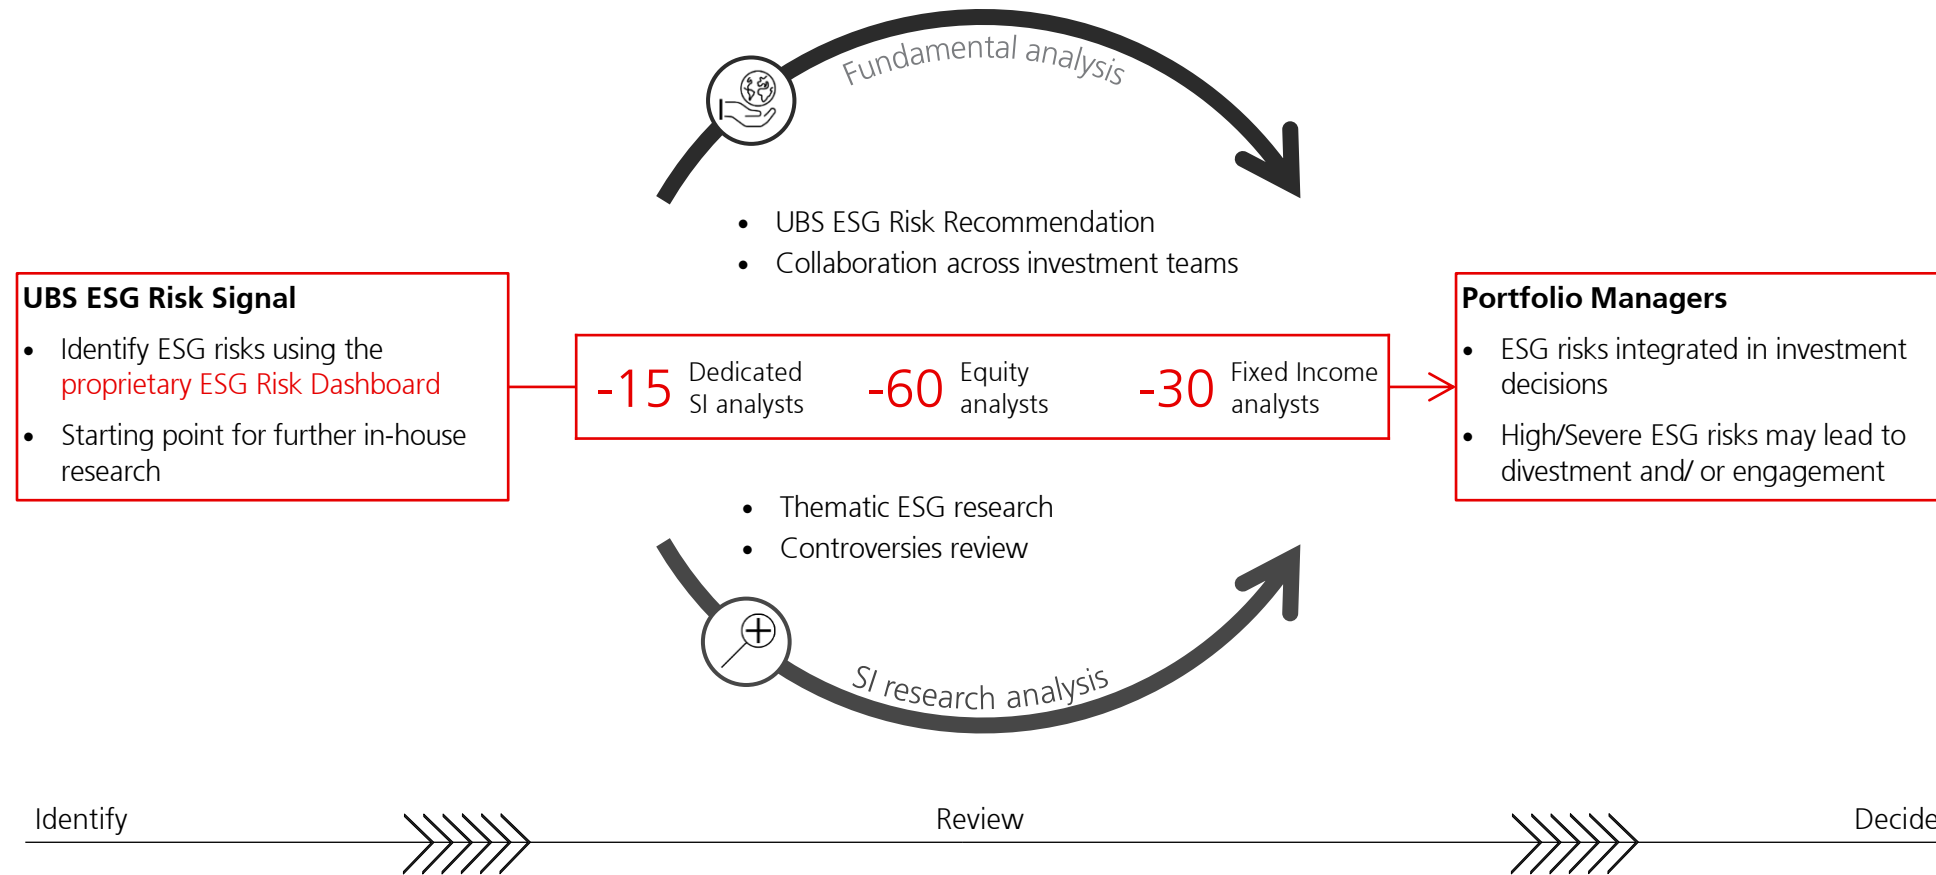 Fundamental analysis
• UBS ESG Risk Recommendation
• Collaboration across investment teams
UBS ESG Risk Signal
• Identify ESG risks using the
proprietary ESG Risk Dashboard
• Starting point for further in-house
research
-15 Dedicated
SI analysts
-60 Equity
analysts
-30 Fixed Income
analysts
Portfolio Managers
• ESG risks integrated in investment
decisions
• High/Severe ESG risks may lead to
divestment and/ or engagement
• Thematic ESG research
• Controversies review
SI research analysis
Identify
Review
Decide